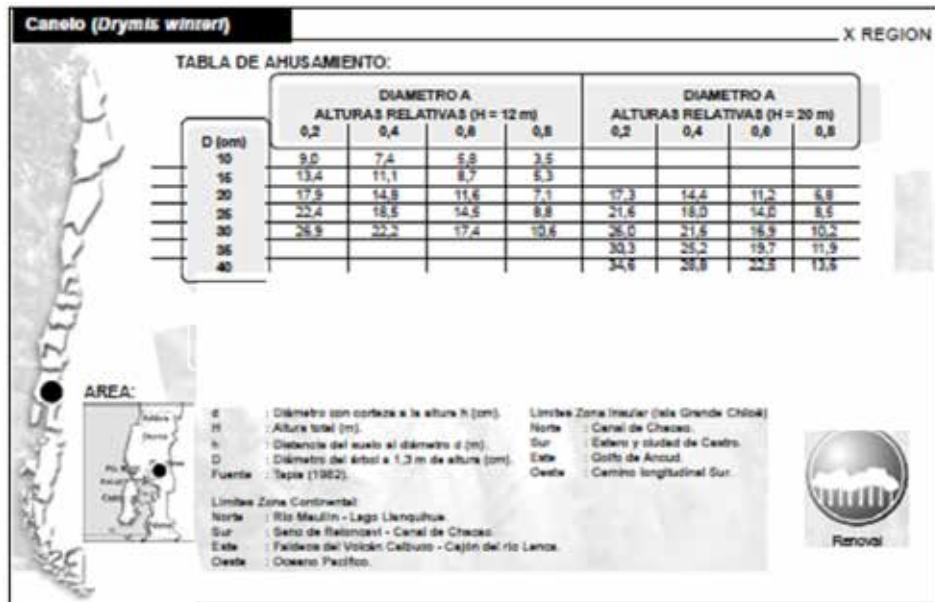 Canelo (Drymis winteri)
X REGION
TABLA DE AHUSAMIENTO:
DIAMETRO A
ALTURAS RELATIVAS (H = 12 m)
DIAMETRO A
ALTURAS RELATIVAS (H = 20 m)
D (cm) 0,2 0,4 0,6 0,8 0,2 0,4 0,6 0,8
10 9,0 7,4 5,8 3,5
15 13,4 11,1 8,7 5,3
20 17,9 14,8 11,6 7,1 17,3 14,4 11,2 6,8
25 22,4 18,5 14,5 8,8 21,6 18,0 14,0 8,5
30 26,9 22,2 17,4 10,6 26,0 21,6 16,9 10,2
35 30,3 25,2 19,7 11,9
40 34,6 28,8 22,5 13,6
AREA:
d : Diámetro con corteza a la altura h (cm).
H : Altura total (m).
h : Distancia del suelo al diámetro d (m).
D : Diámetro del árbol a 1,3 m de altura (cm).
Fuente : Tapia (1982).
Limites Zona Continental:
Norte : Río Maullín - Lago Llanquihue.
Sur : Seno de Reloncaví - Canal de Chacao.
Este : Faldeos del Volcán Calbuco - Cajón del río Lenca.
Oeste : Oceano Pacífico.
Limites Zona Insular (Isla Grande Chiloé)
Norte : Canal de Chacao.
Sur : Estero y ciudad de Castro.
Este : Golfo de Ancud.
Oeste : Camino longitudinal Sur.
Renoval